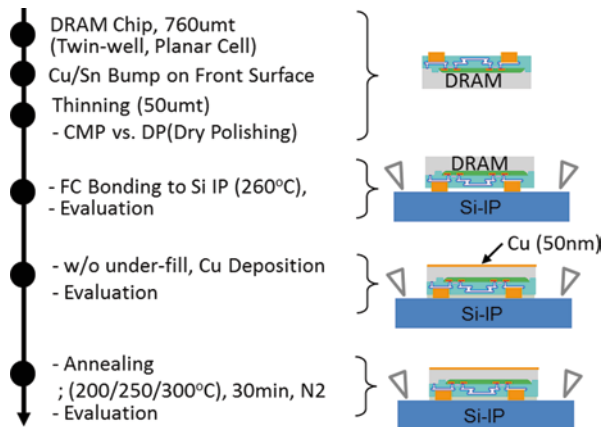 DRAM Chip, 760umt
(Twin-well, Planar Cell)
Cu/Sn Bump on Front Surface
Thinning (50umt)
- CMP vs. DP(Dry Polishing)
DRAM
- FC Bonding to Si IP (260°C),
- Evaluation
DRAM
Si-IP
- w/o under-fill, Cu Deposition
- Evaluation
Cu (50nm)
Si-IP
- Annealing
; (200/250/300°C), 30min, N2
- Evaluation
Si-IP